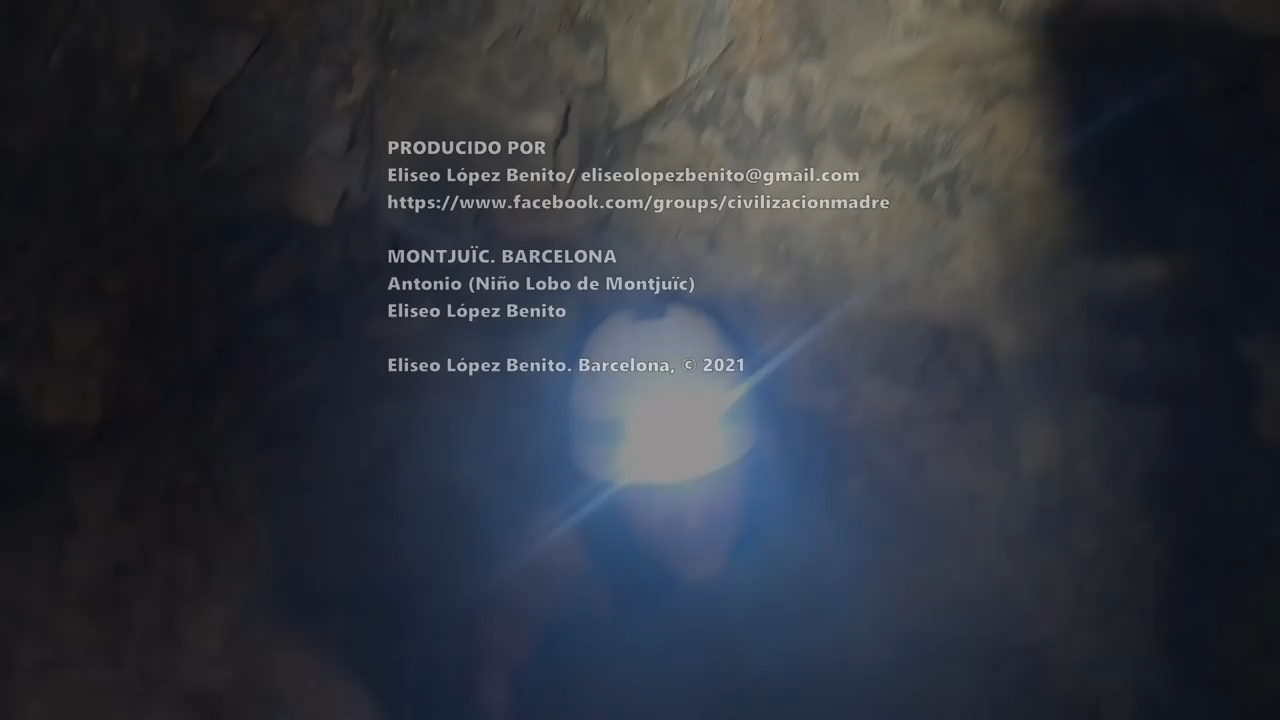 PRODUCIDO POR
Eliseo López Benito/ eliseolopezbenito@gmail.com
https://www.facebook.com/groups/civilizacionmadre
MONTJUÏC. BARCELONA
Antonio (Niño Lobo de Montjuïc)
Eliseo López Benito
Eliseo López Benito. Barcelona, © 2021